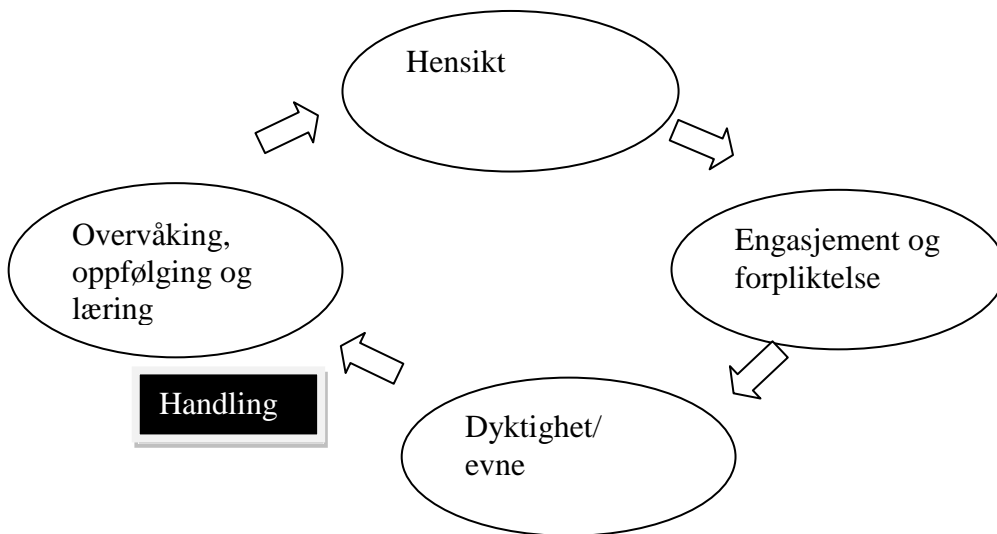 Hensikt
Engasjement og
forpliktelse
Overvåking,
oppfølging og
læring
Handling
Dyktighet/
evne